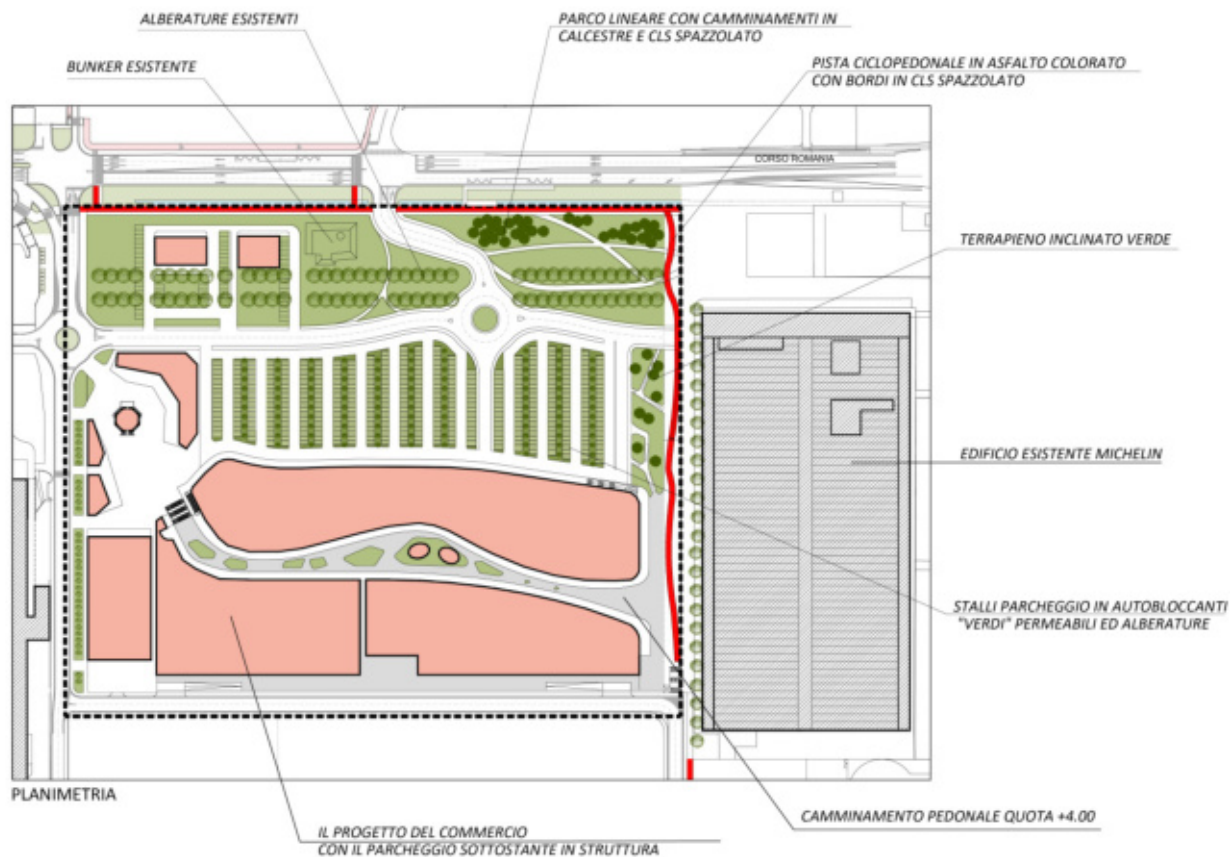 ALBERATURE ESISTENTI
PARCO LINEARE CON CAMMINAMENTI IN
CALCESTRE E CLS SPAZZOLATO
BUNKER ESISTENTE
PISTA CICLOPEDONALE IN ASFALTO COLORATO
CON BORDI IN CLS SPAZZOLATO
CORSO ROMANIA
TERRAPIENO INCLINATO VERDE
EDIFICIO ESISTENTE MICHELIN
STALLI PARCHEGGIO IN AUTOBLOCCANTI
"VERDI" PERMEABILI ED ALBERATURE
PLANIMETRIA
CAMMINAMENTO PEDONALE QUOTA +4.00
IL PROGETTO DEL COMMERCIO
CON IL PARCHEGGIO SOTTOSTANTE IN STRUTTURA